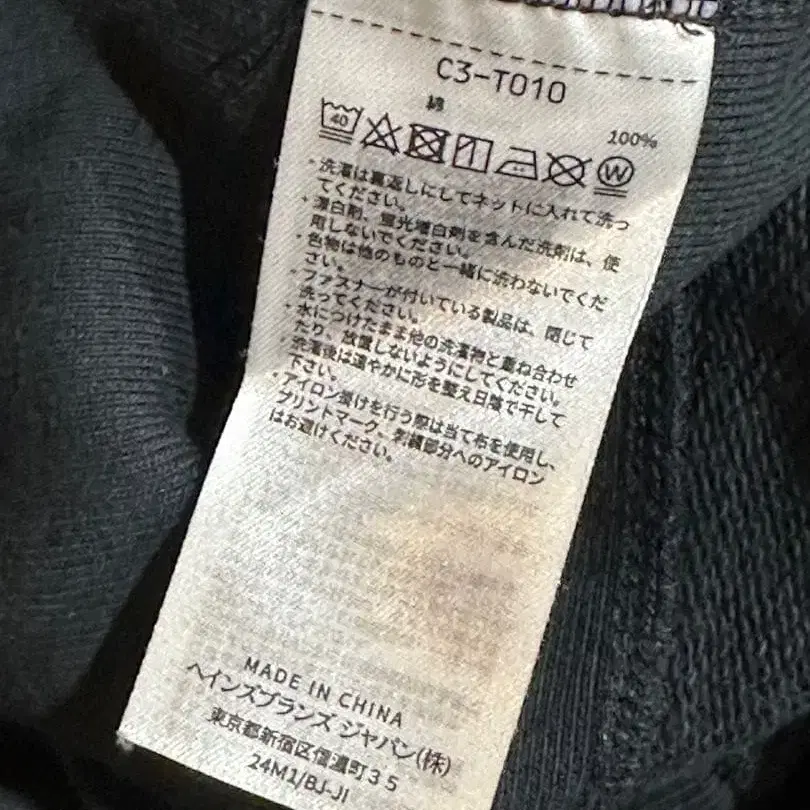 C3-T010
綿 100%
40
W
* 洗濯は裏返しにしてネットに入れて洗っ
てください。
* 漂白剤、蛍光増白剤を含んだ洗剤は、使
用しないでください。
* 色物は他のものと一緒に洗わないでくだ
さい。
* ファスナーが付いている製品は、閉じて
洗ってください。
* 水につけたまま他の洗濯物と重ね合わせ
たり、放置しないようにしてください。
* 洗濯後は速やかに形を整え日陰で干して
下さい。
* アイロン掛けを行う際は当て布を使用し、
プリントマーク、刺繍部分へのアイロン
はお避けください。
MADE IN CHINA
ヘインズブランズ ジャパン(株)
東京都新宿区信濃町35
24M1/BJ-JI